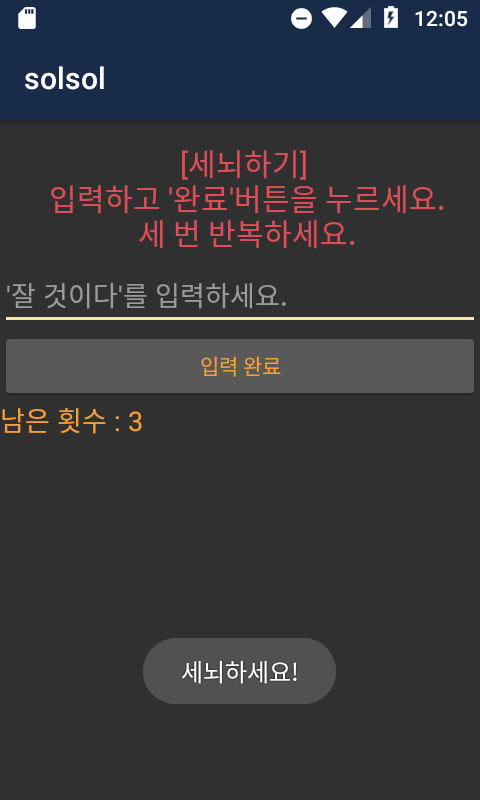 12:05
solsol
[세뇌하기]
입력하고 '완료'버튼을 누르세요.
세 번 반복하세요.
'잘 것이다'를 입력하세요.
입력 완료
남은 횟수 : 3
세뇌하세요!